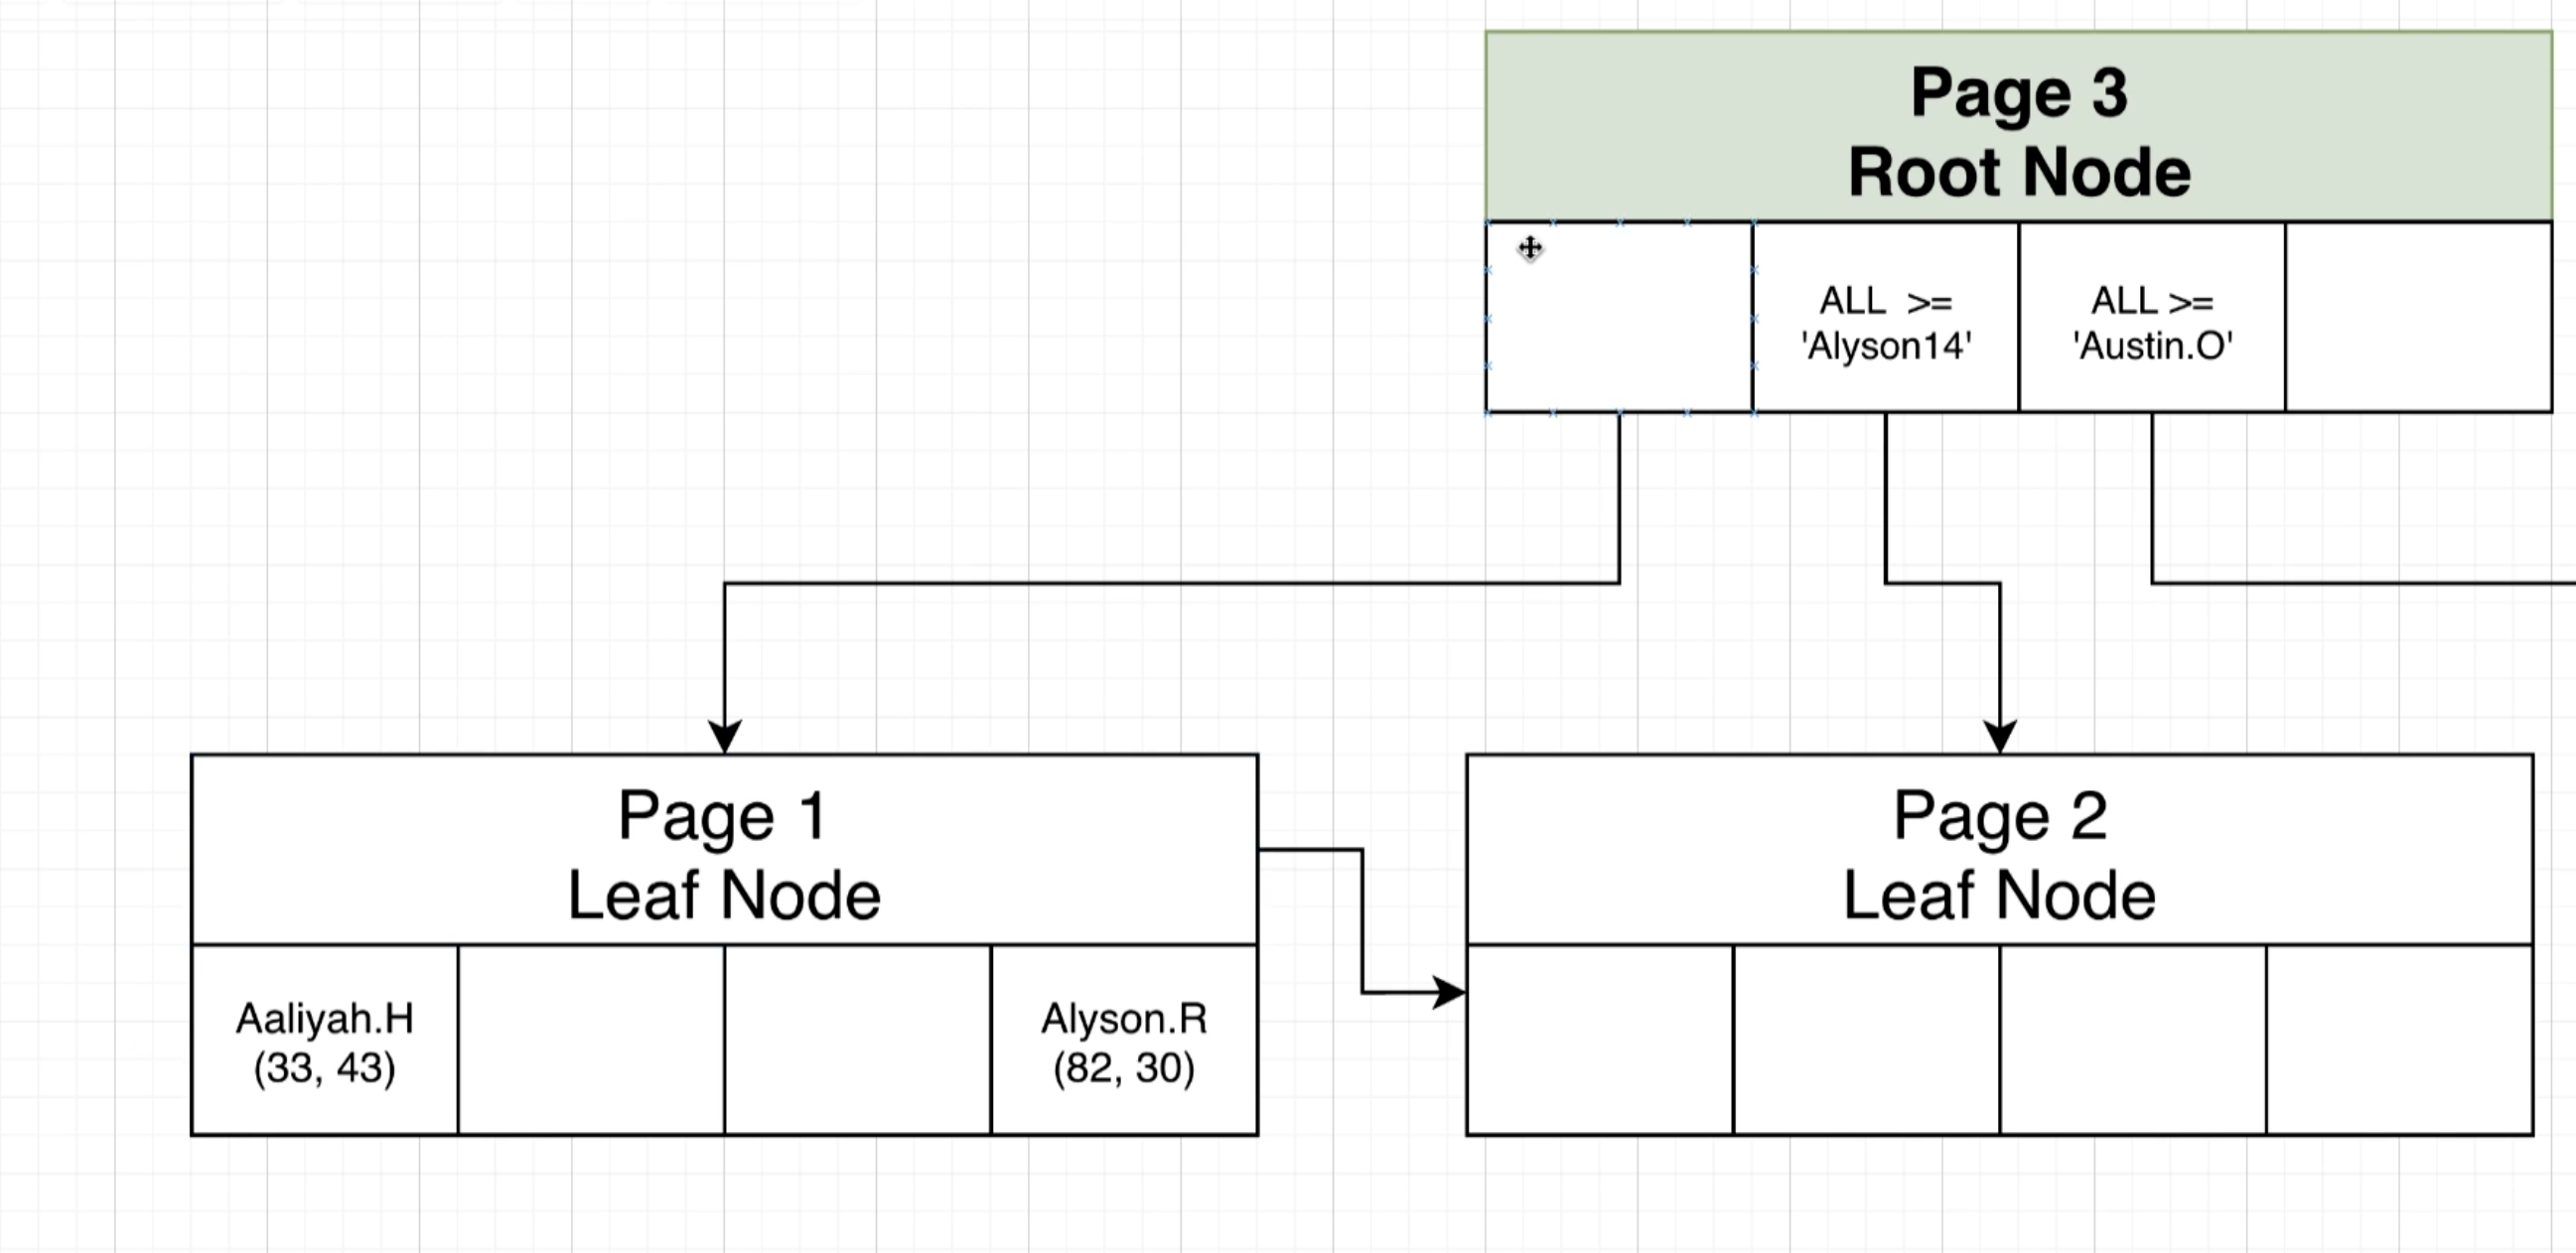 Page 3
Root Node
ALL >=
'Alyson14'
ALL >=
'Austin.O'
Page 1
Leaf Node
Aaliyah.H
(33, 43)
Alyson.R
(82, 30)
Page 2
Leaf Node